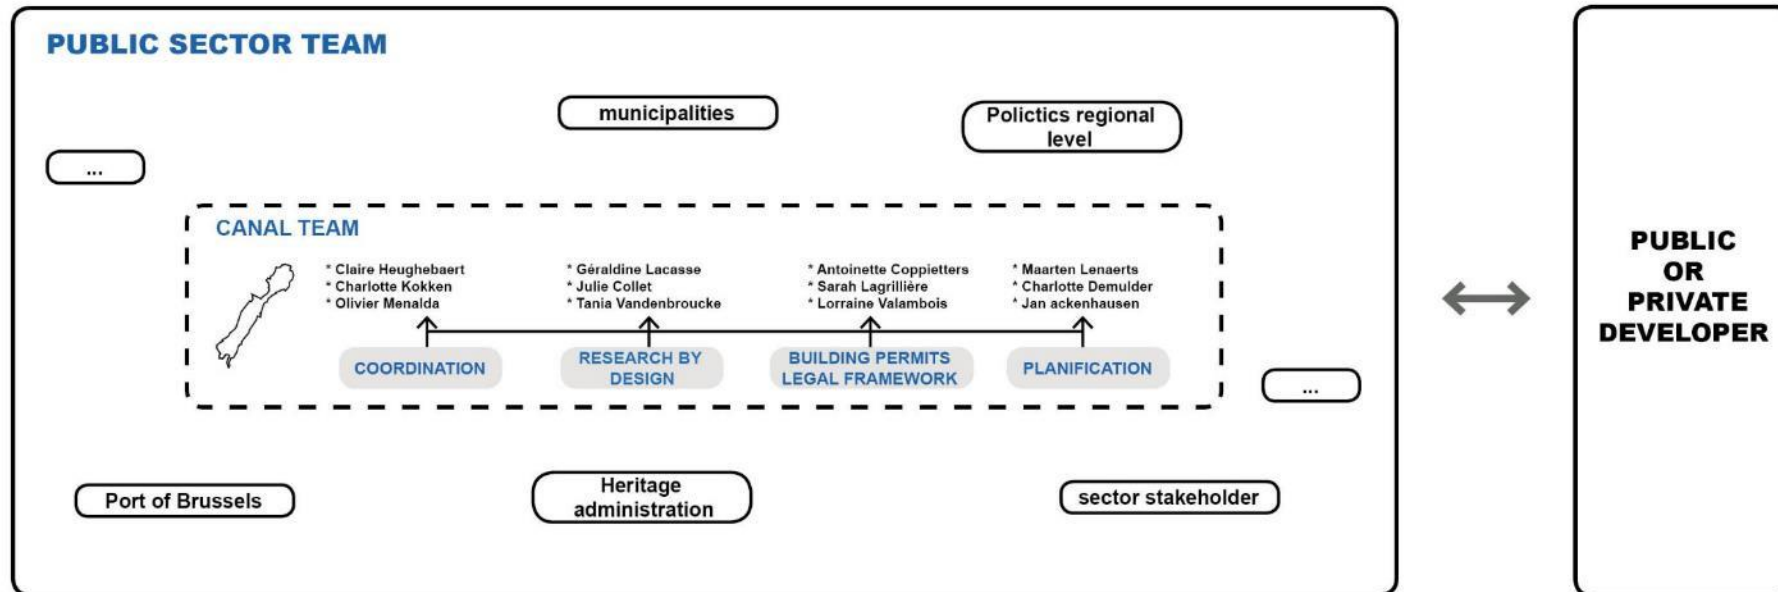 PUBLIC SECTOR TEAM
municipalities
Polictics regional
level
...
CANAL TEAM
* Claire Heughebaert
* Charlotte Kokken
* Olivier Menalda
* Géraldine Lacasse
* Julie Collet
* Tania Vandenbroucke
* Antoinette Coppietters
* Sarah Lagrillière
* Lorraine Valambois
* Maarten Lenaerts
* Charlotte Demulder
* Jan ackenhausen
COORDINATION
RESEARCH BY
DESIGN
BUILDING PERMITS
LEGAL FRAMEWORK
PLANIFICATION
...
Port of Brussels
Heritage
administration
sector stakeholder
PUBLIC
OR
PRIVATE
DEVELOPER